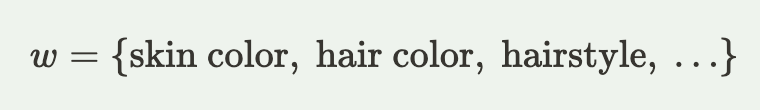 w = {skin color, hair color, hairstyle, ...}